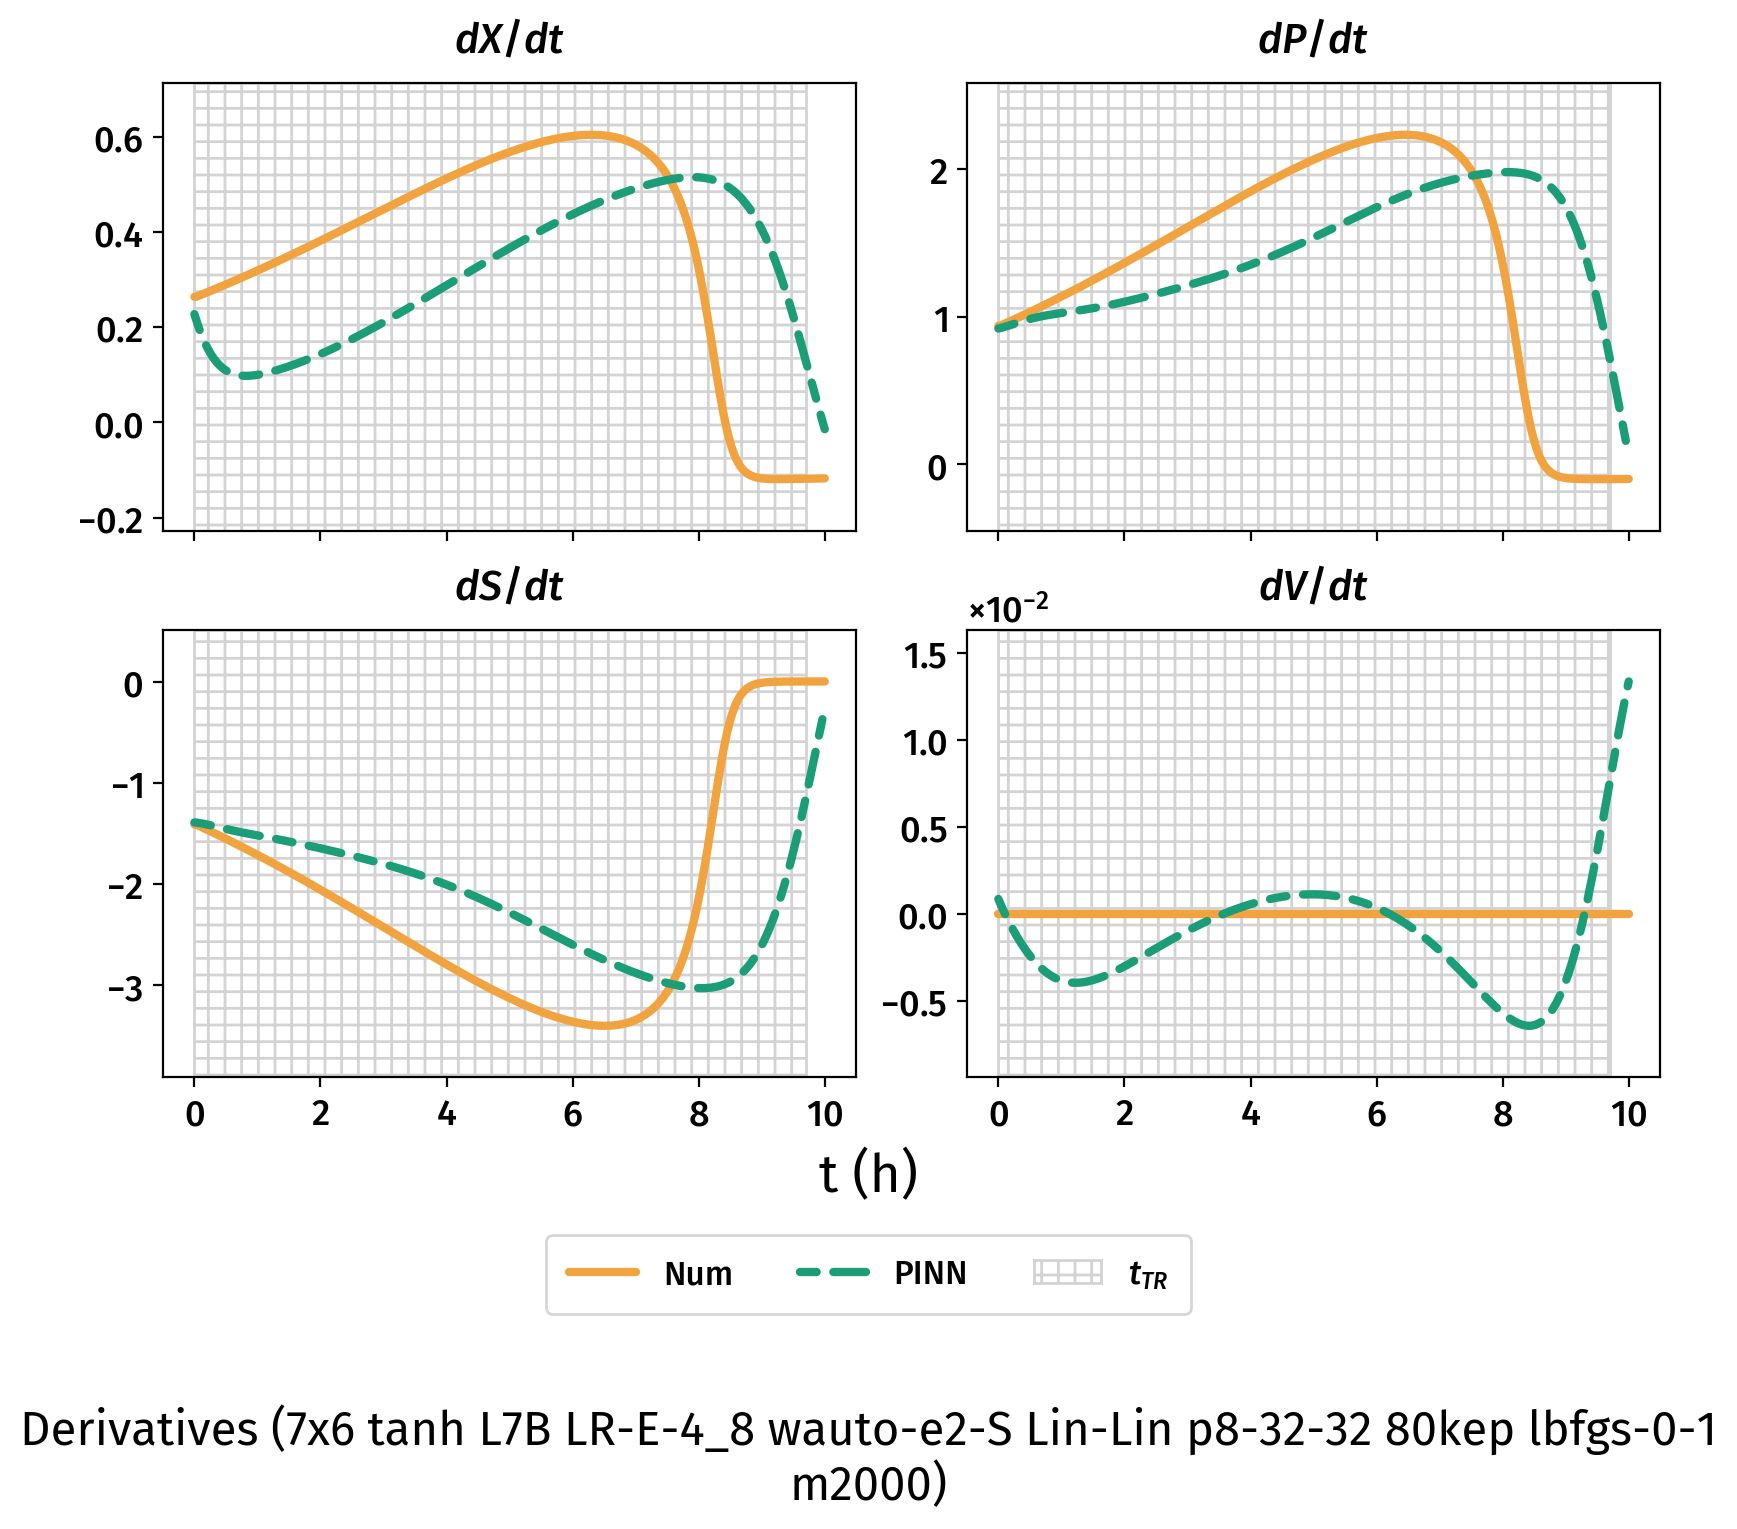 dX/dt
dP/dt
0.6
0.4
0.2
0.0
−0.2
2
1
0
dS/dt
dV/dt
×10⁻²
0
−1
−2
−3
1.5
1.0
0.5
0.0
−0.5
0 2 4 6 8 10
0 2 4 6 8 10
t (h)
Num PINN t_TR
Derivatives (7x6 tanh L7B LR-E-4_8 wauto-e2-S Lin-Lin p8-32-32 80kep lbfgs-0-1
m2000)